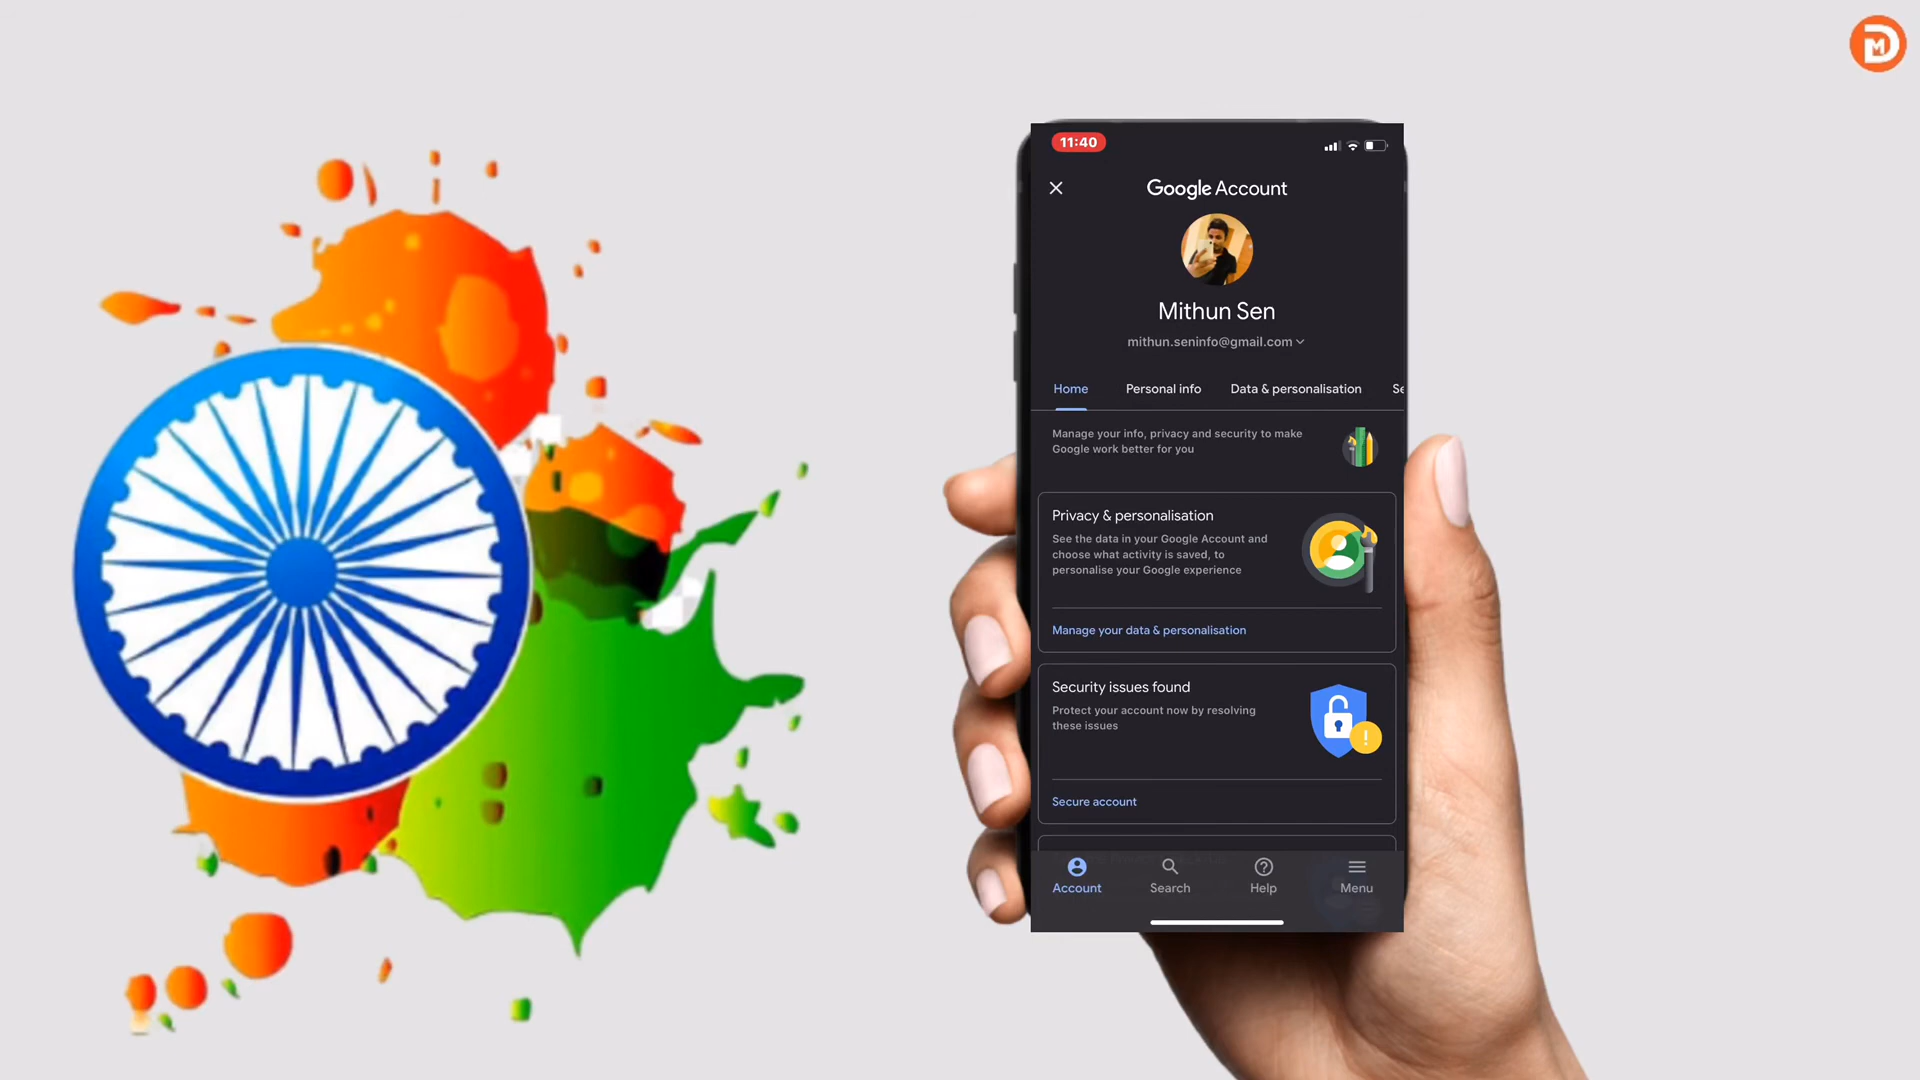 DM
11:40
Google Account
Mithun Sen
mithun.seninfo@gmail.com
Home Personal info Data & personalisation Se
Manage your info, privacy and security to make
Google work better for you
Privacy & personalisation
See the data in your Google Account and
choose what activity is saved, to
personalise your Google experience
Manage your data & personalisation
Security issues found
Protect your account now by resolving
these issues
Secure account
Account Search Help Menu